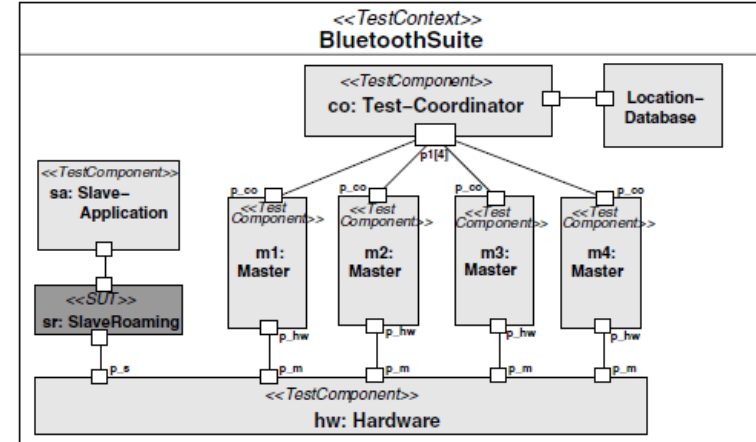 <<TestContext>>
BluetoothSuite
<<TestComponent>>
co: Test-Coordinator
Location-
Database
p1[4]
<<TestComponent>>
sa: Slave-
Application
p_co
p_co
p_co
p_co
<<Test
Component>>
m1:
Master
<<Test
Component>>
m2:
Master
<<Test
Component>>
m3:
Master
<<Test
Component>>
m4:
Master
<<SUT>>
sr: SlaveRoaming
p_hw
p_hw
p_hw
p_hw
p_s
p_m
p_m
p_m
p_m
<<TestComponent>>
hw: Hardware